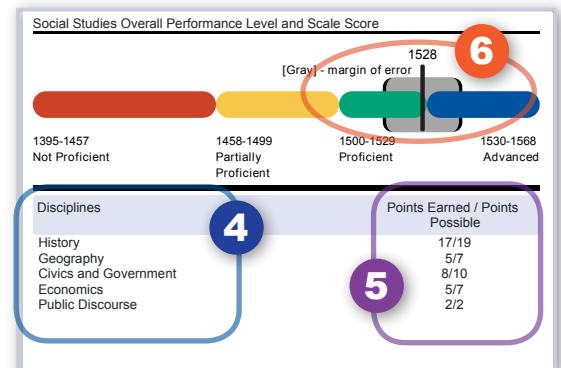 Social Studies Overall Performance Level and Scale Score
1528
6
[Gray] - margin of error
1395-1457
Not Proficient
1458-1499
Partially
Proficient
1500-1529
Proficient
1530-1568
Advanced
Disciplines
4
Points Earned / Points
Possible
History 17/19
Geography 5/7
Civics and Government 8/10
5
Economics 5/7
Public Discourse 2/2